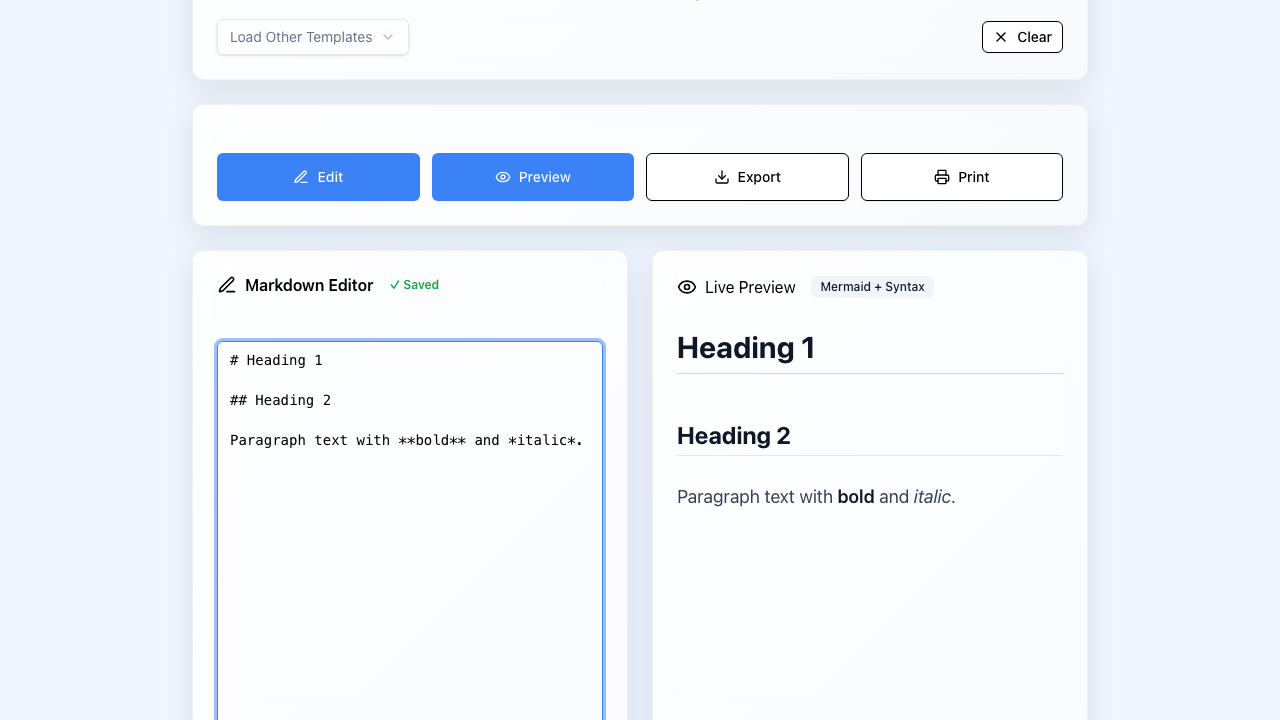 Load Other Templates
Clear
Edit
Preview
Export
Print
Markdown Editor
✓ Saved
# Heading 1
## Heading 2
Paragraph text with **bold** and *italic*.
Live Preview
Mermaid + Syntax
Heading 1
Heading 2
Paragraph text with bold and italic.